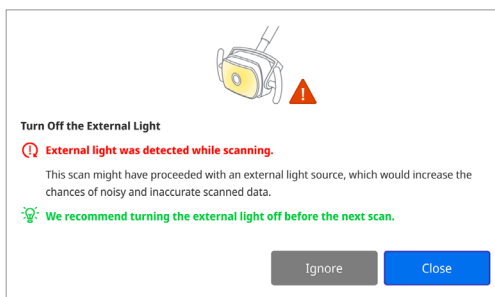 Turn Off the External Light
External light was detected while scanning.
This scan might have proceeded with an external light source, which would increase the
chances of noisy and inaccurate scanned data.
We recommend turning the external light off before the next scan.
Ignore
Close